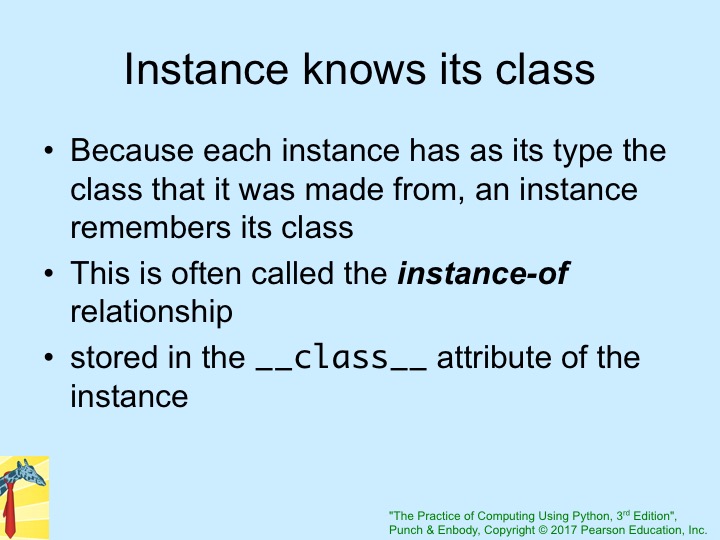 Instance knows its class
• Because each instance has as its type the
class that it was made from, an instance
remembers its class
• This is often called the instance-of
relationship
• stored in the __class__ attribute of the
instance
"The Practice of Computing Using Python, 3rd Edition",
Punch & Enbody, Copyright © 2017 Pearson Education, Inc.